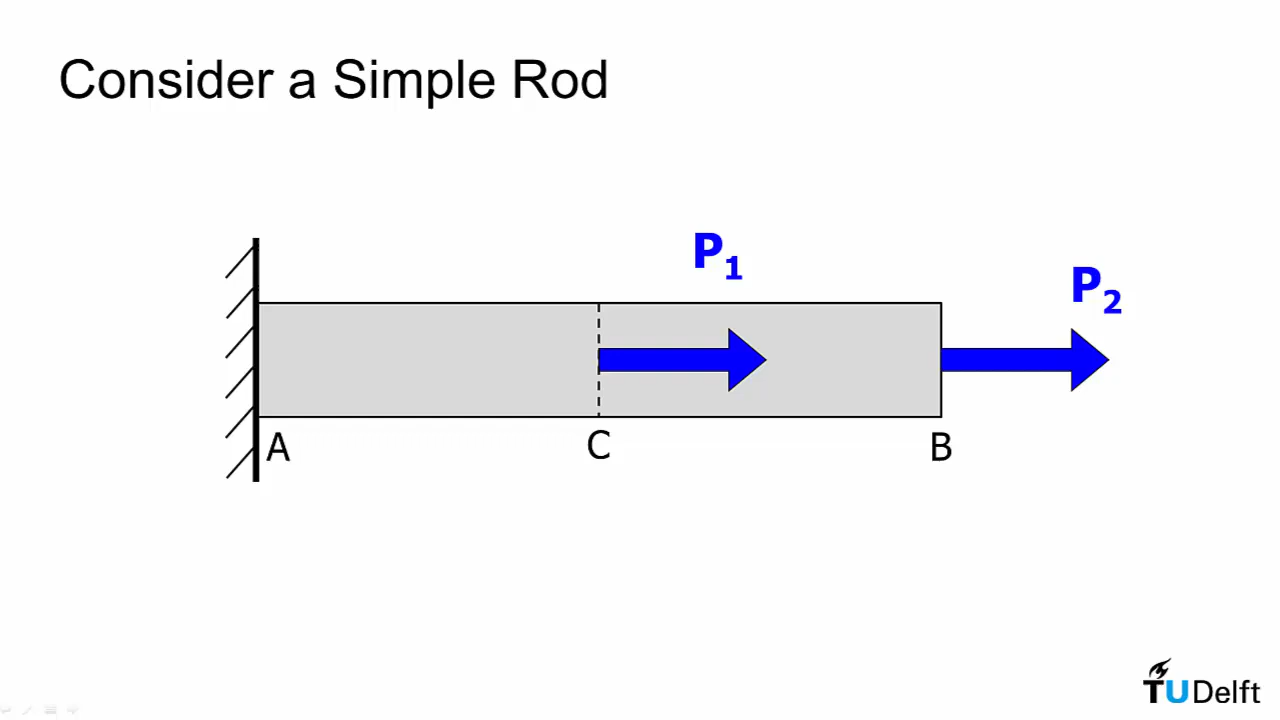 Consider a Simple Rod
P₁
P₂
A
C
B
TUDelft